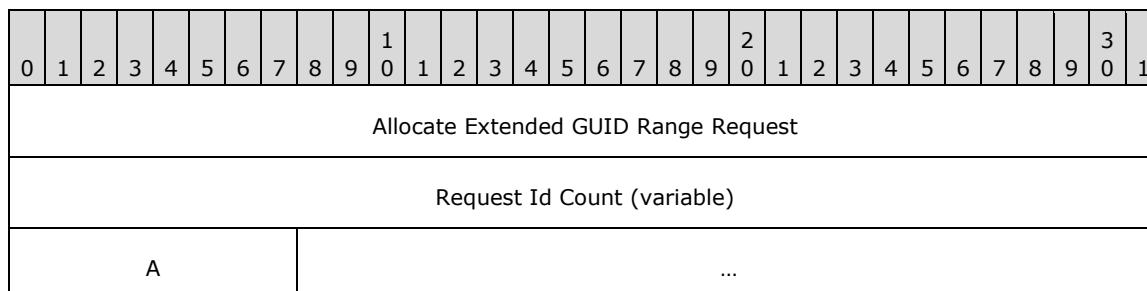 1 2 3
0 1 2 3 4 5 6 7 8 9 0 1 2 3 4 5 6 7 8 9 0 1 2 3 4 5 6 7 8 9 0 1
Allocate Extended GUID Range Request
Request Id Count (variable)
A ...